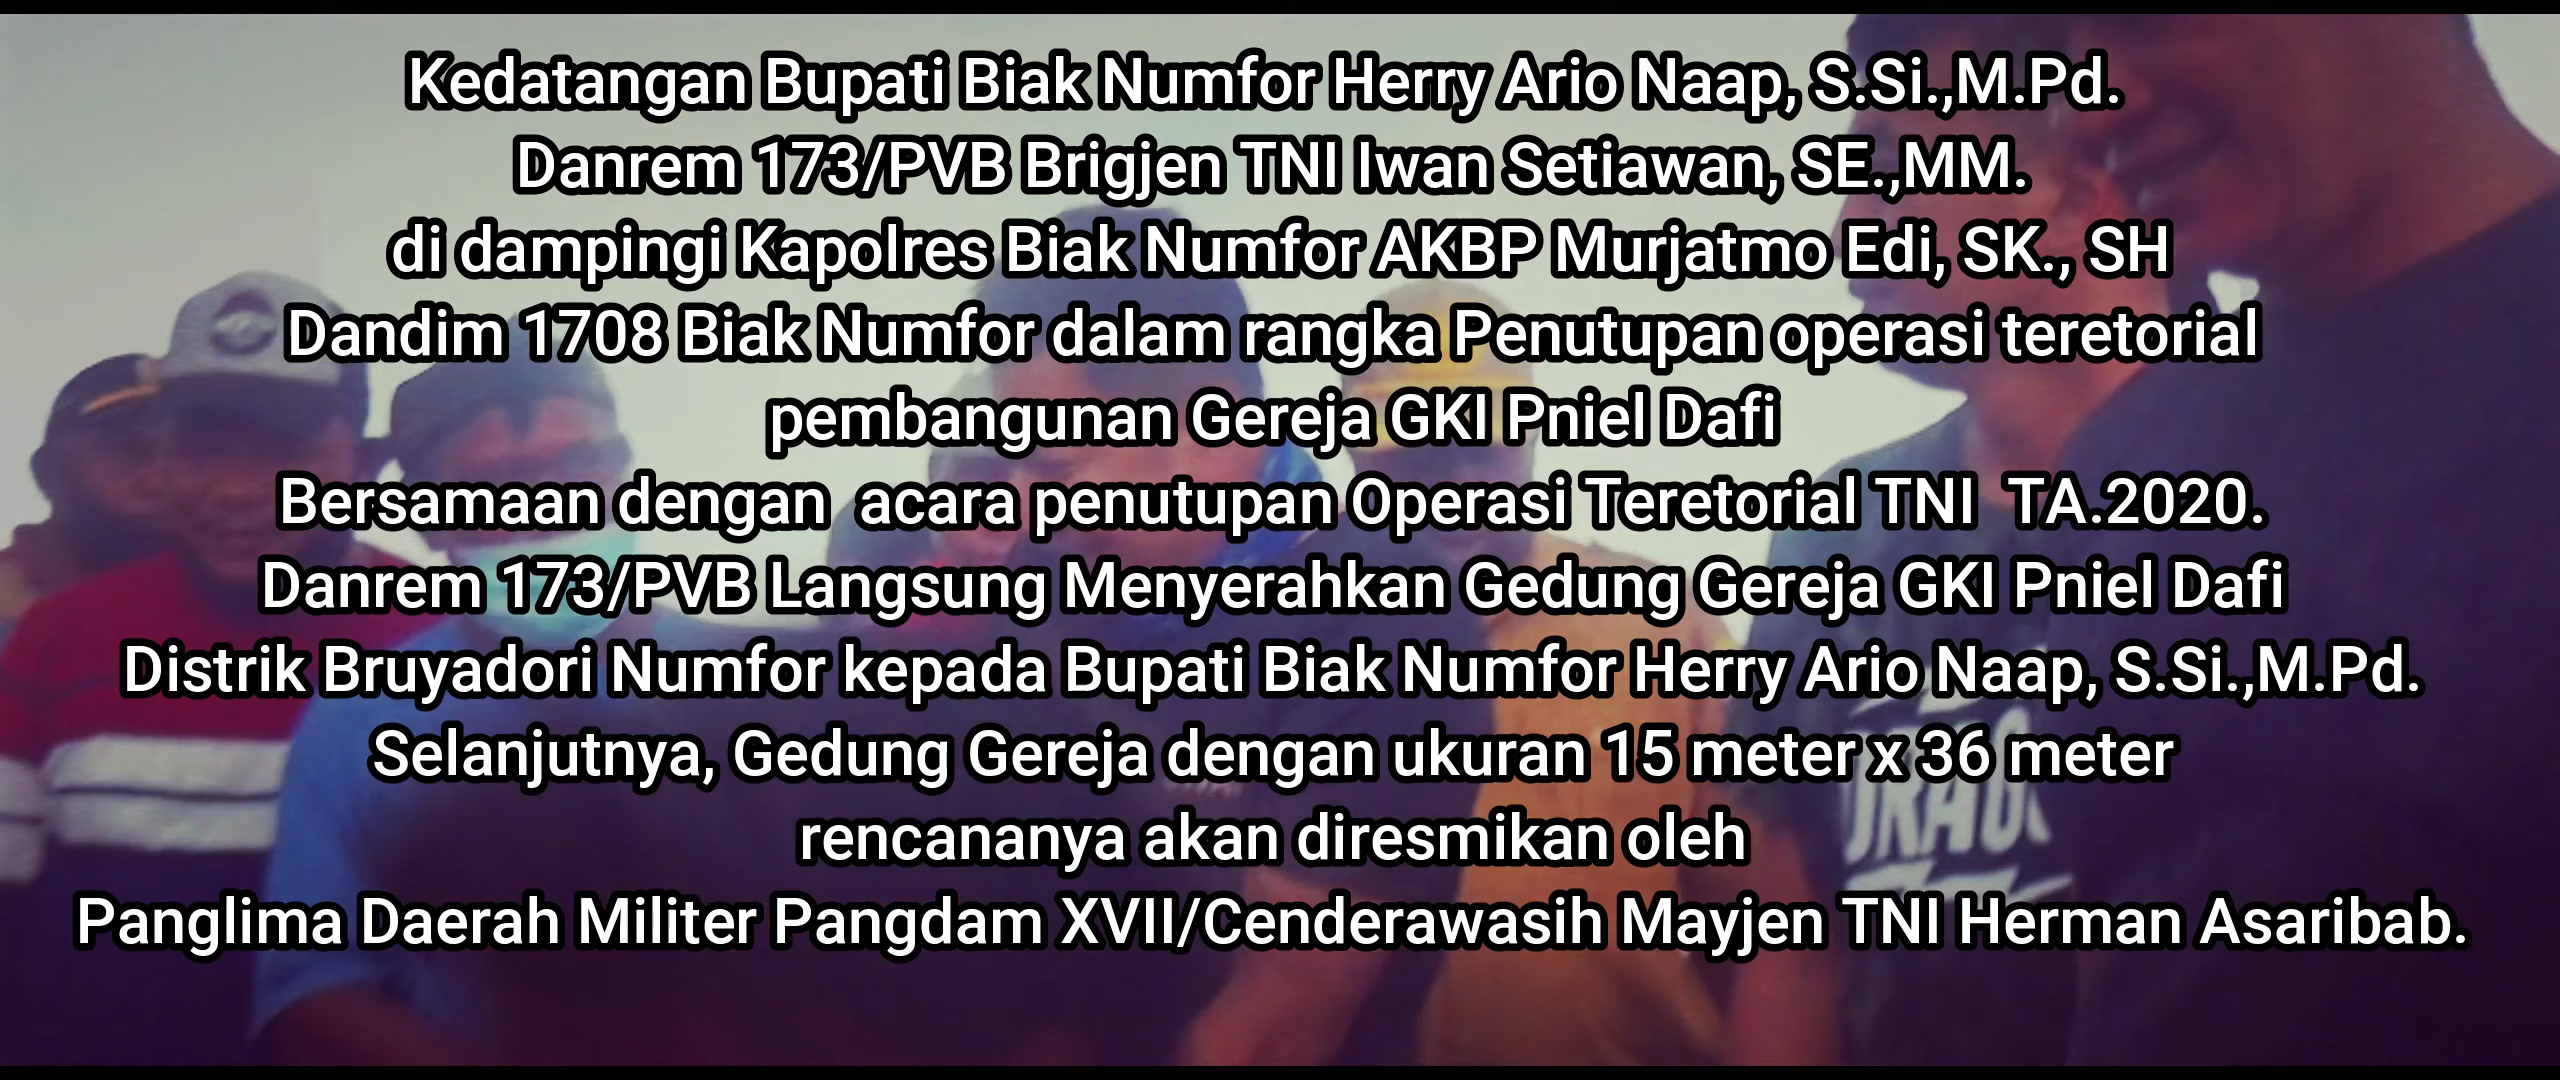 Kedatangan Bupati Biak Numfor Herry Ario Naap, S.Si.,M.Pd.
Danrem 173/PVB Brigjen TNI Iwan Setiawan, SE.,MM.
di dampingi Kapolres Biak Numfor AKBP Murjatmo Edi, SK., SH
Dandim 1708 Biak Numfor dalam rangka Penutupan operasi teretorial
pembangunan Gereja GKI Pniel Dafi
Bersamaan dengan  acara penutupan Operasi Teretorial TNI  TA.2020.
Danrem 173/PVB Langsung Menyerahkan Gedung Gereja GKI Pniel Dafi
Distrik Bruyadori Numfor kepada Bupati Biak Numfor Herry Ario Naap, S.Si.,M.Pd.
Selanjutnya, Gedung Gereja dengan ukuran 15 meter x 36 meter
rencananya akan diresmikan oleh
Panglima Daerah Militer Pangdam XVII/Cenderawasih Mayjen TNI Herman Asaribab.